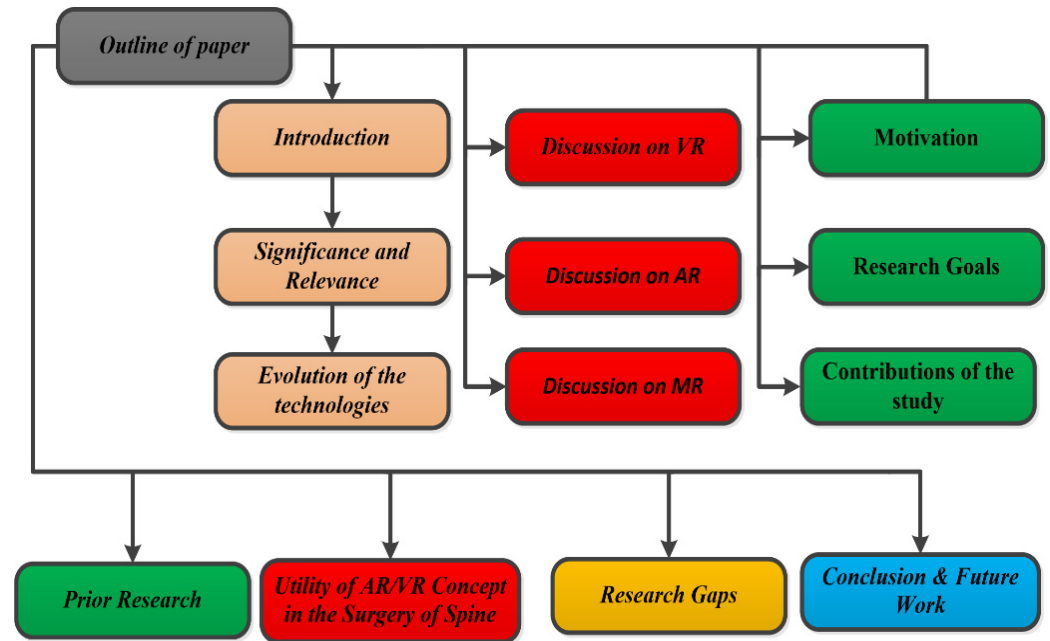 Outline of paper
Introduction
Significance and
Relevance
Evolution of the
technologies
Discussion on VR
Discussion on AR
Discussion on MR
Motivation
Research Goals
Contributions of the
study
Prior Research
Utility of AR/VR Concept
in the Surgery of Spine
Research Gaps
Conclusion & Future
Work